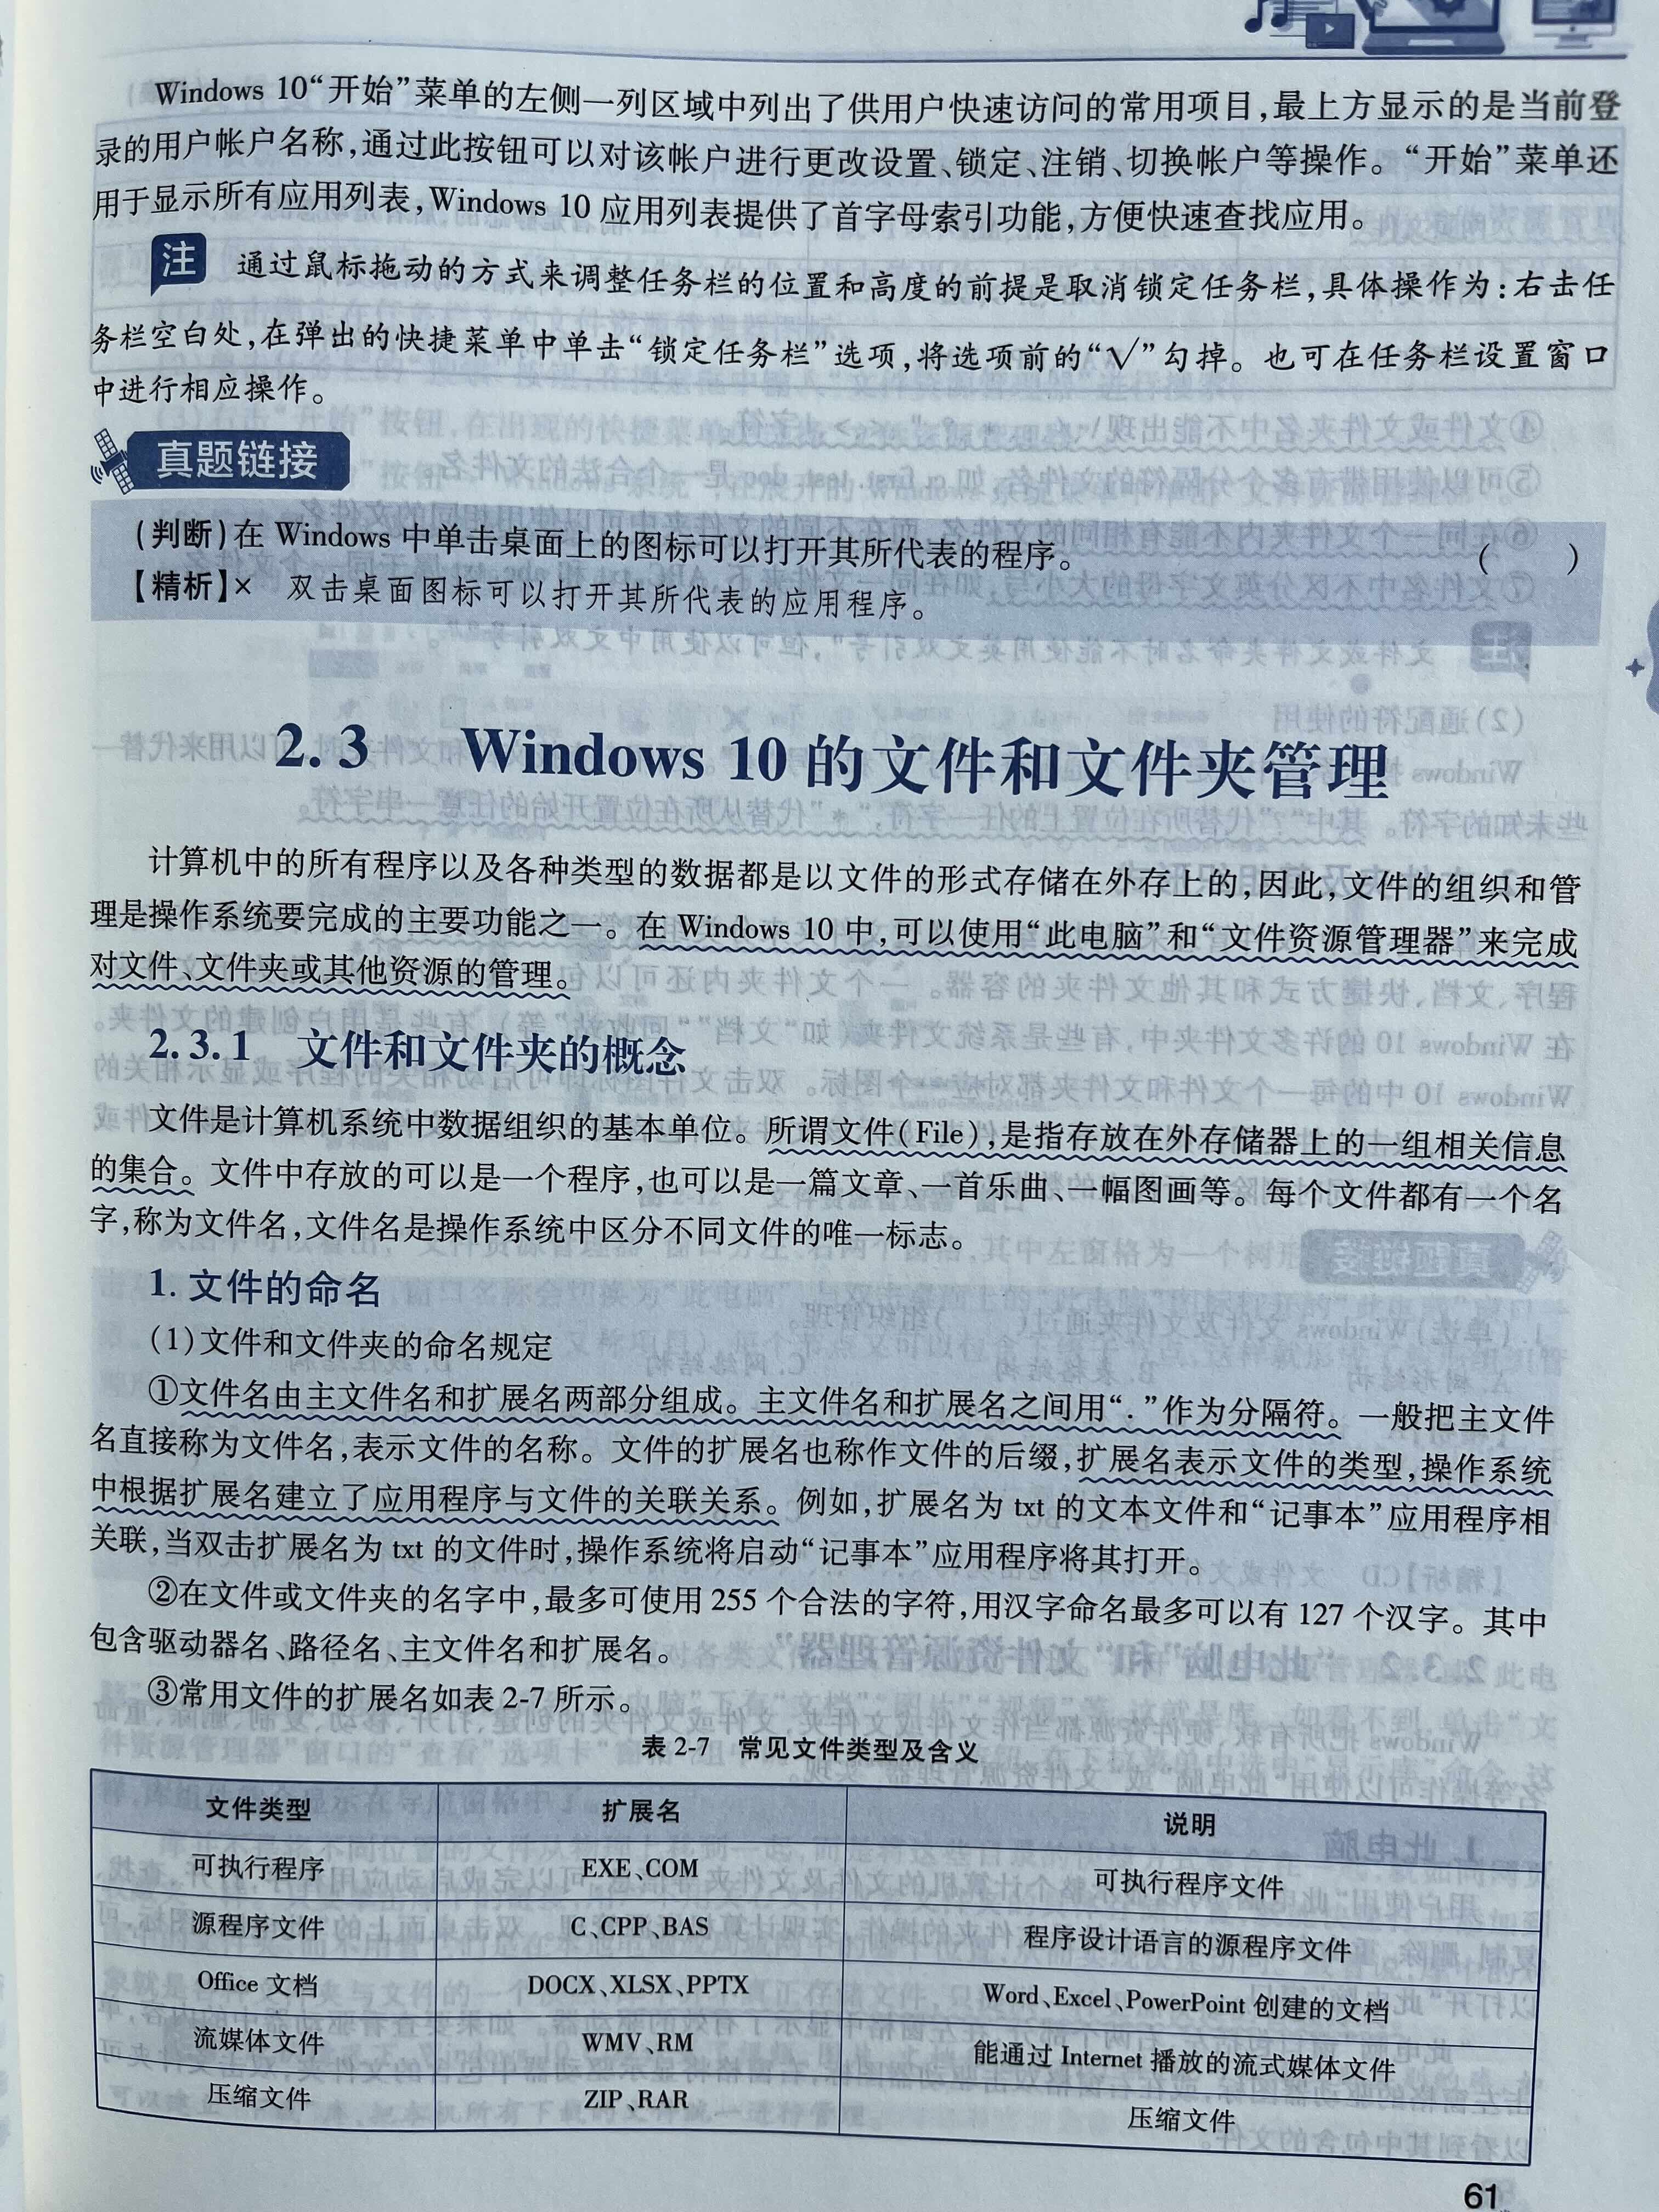 Windows 10“开始”菜单的左侧一列区域中列出了供用户快速访问的常用项目,最上方显示的是当前登
录的用户帐户名称,通过此按钮可以对该帐户进行更改设置、锁定、注销、切换帐户等操作。“开始”菜单还
用于显示所有应用列表,Windows 10 应用列表提供了首字母索引功能,方便快速查找应用。
注 通过鼠标拖动的方式来调整任务栏的位置和高度的前提是取消锁定任务栏,具体操作为:右击任
务栏空白处,在弹出的快捷菜单中单击“锁定任务栏”选项,将选项前的“√”勾掉。也可在任务栏设置窗口
中进行相应操作。
真题链接
(判断)在 Windows 中单击桌面上的图标可以打开其所代表的程序。 ( )
【精析】× 双击桌面图标可以打开其所代表的应用程序。
2.3 Windows 10 的文件和文件夹管理
计算机中的所有程序以及各种类型的数据都是以文件的形式存储在外存上的,因此,文件的组织和管
理是操作系统要完成的主要功能之一。在 Windows 10 中,可以使用“此电脑”和“文件资源管理器”来完成
对文件、文件夹或其他资源的管理。
2.3.1 文件和文件夹的概念
文件是计算机系统中数据组织的基本单位。所谓文件(File),是指存放在外存储器上的一组相关信息
的集合。文件中存放的可以是一个程序,也可以是一篇文章、一首乐曲、一幅图画等。每个文件都有一个名
字,称为文件名,文件名是操作系统中区分不同文件的唯一标志。
1. 文件的命名
(1)文件和文件夹的命名规定
①文件名由主文件名和扩展名两部分组成。主文件名和扩展名之间用“.”作为分隔符。一般把主文件
名直接称为文件名,表示文件的名称。文件的扩展名也称作文件的后缀,扩展名表示文件的类型,操作系统
中根据扩展名建立了应用程序与文件的关联关系。例如,扩展名为 txt 的文本文件和“记事本”应用程序相
关联,当双击扩展名为 txt 的文件时,操作系统将启动“记事本”应用程序将其打开。
②在文件或文件夹的名字中,最多可使用 255 个合法的字符,用汉字命名最多可以有 127 个汉字。其中
包含驱动器名、路径名、主文件名和扩展名。
③常用文件的扩展名如表 2-7 所示。
表 2-7 常见文件类型及含义
文件类型 扩展名 说明
可执行程序 EXE、COM 可执行程序文件
源程序文件 C、CPP、BAS 程序设计语言的源程序文件
Office 文档 DOCX、XLSX、PPTX Word、Excel、PowerPoint 创建的文档
流媒体文件 WMV、RM 能通过 Internet 播放的流式媒体文件
压缩文件 ZIP、RAR 压缩文件
61